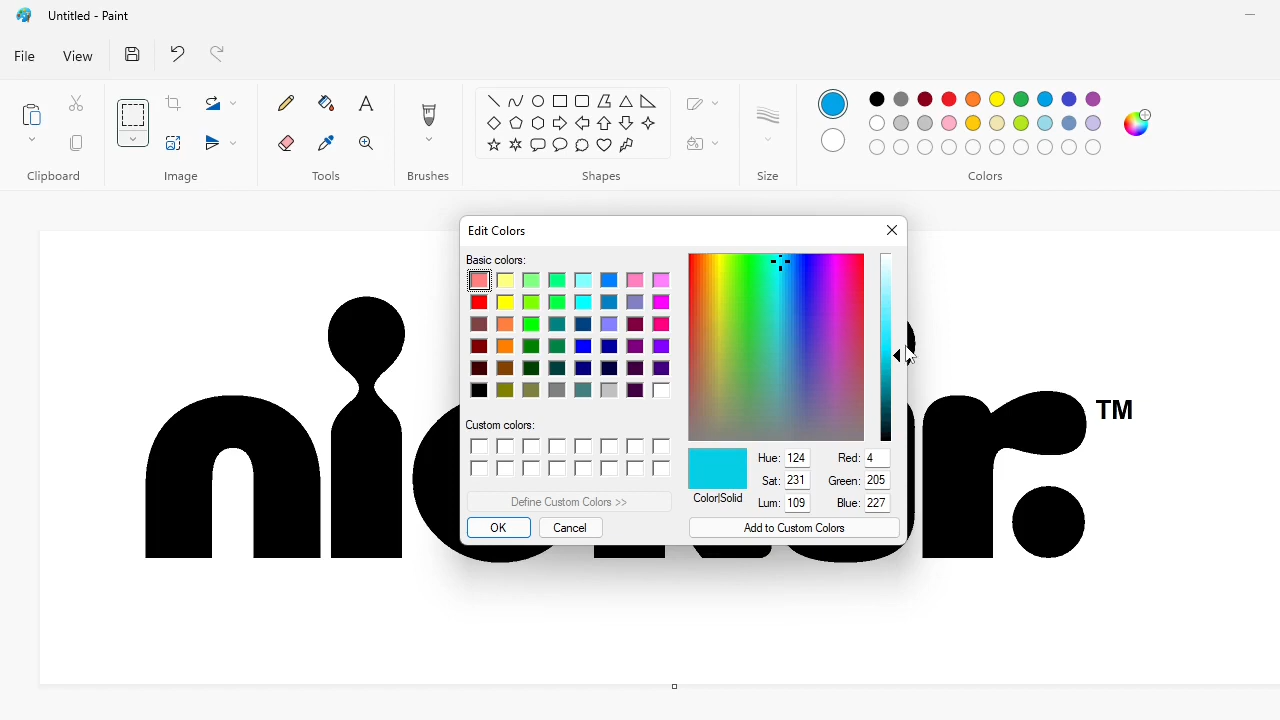 Untitled - Paint
File View
Clipboard Image Tools Brushes Shapes Size Colors
Edit Colors
Basic colors:
Custom colors:
Define Custom Colors >>
OK Cancel
Color|Solid
Hue: 124 Red: 4
Sat: 231 Green: 205
Lum: 109 Blue: 227
Add to Custom Colors
TM